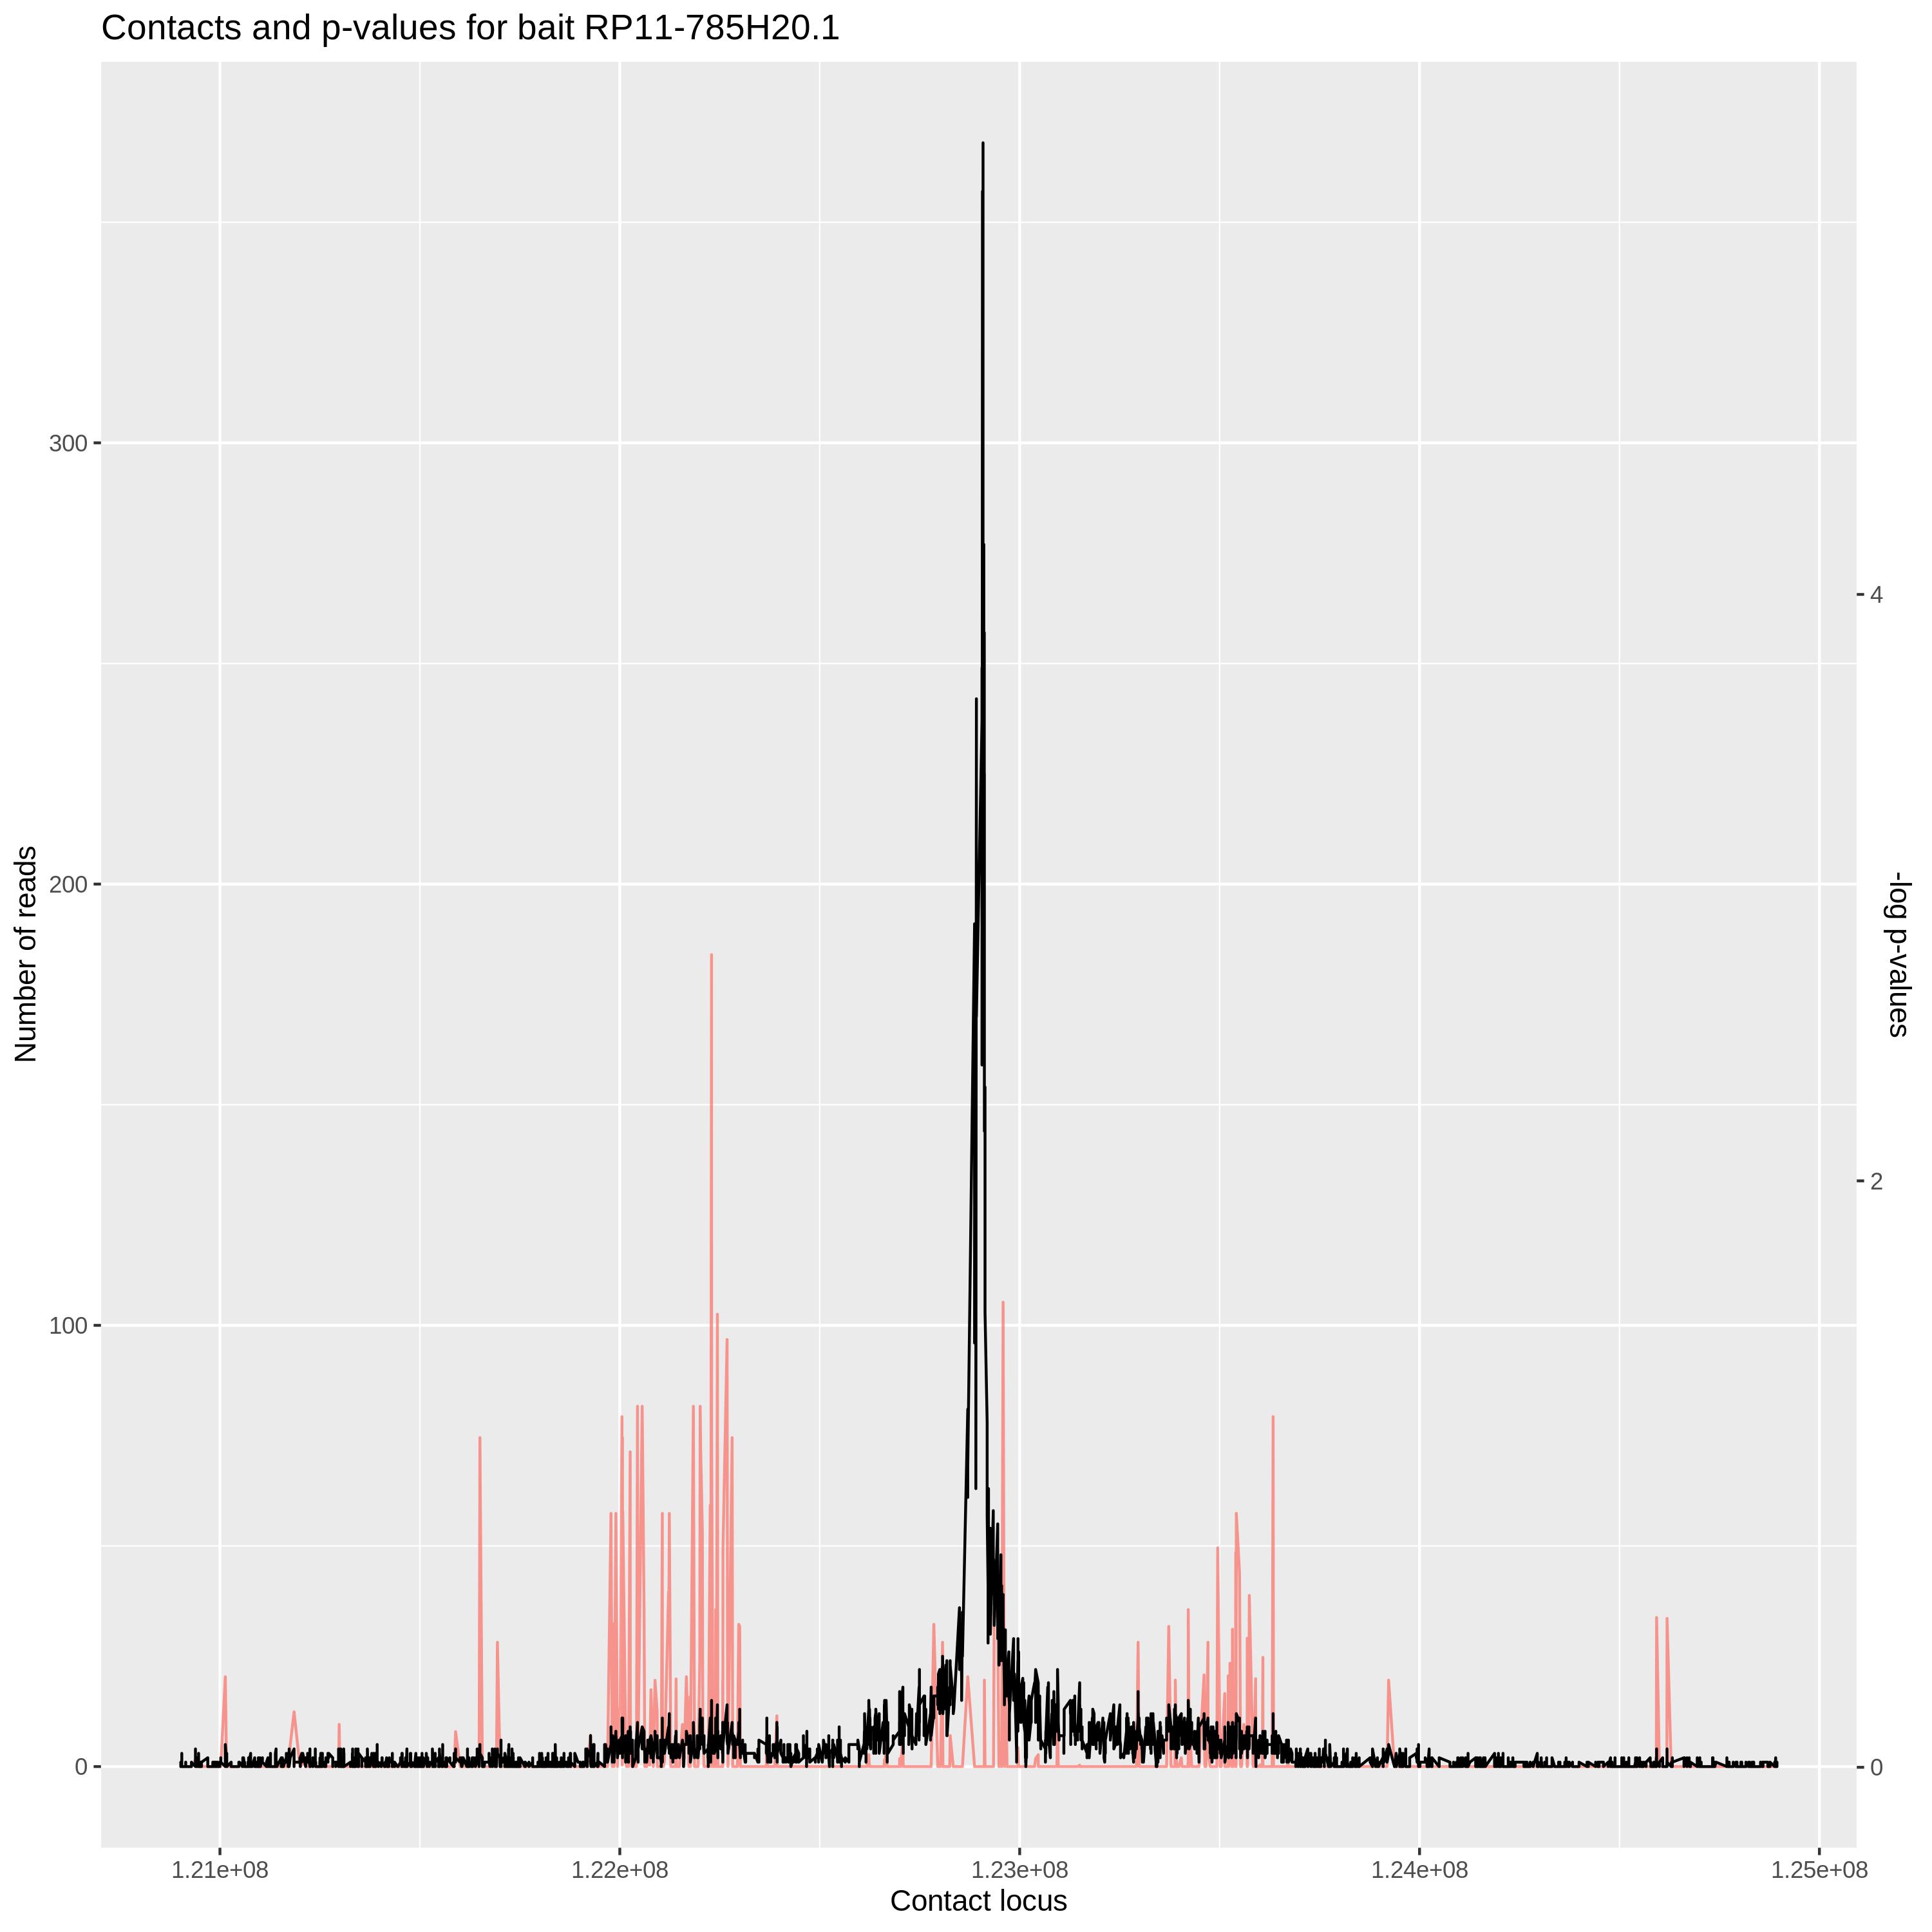 Contacts and p-values for bait RP11-785H20.1
300
200
100
0
Number of reads
4
2
0
-log p-values
1.21e+08 1.22e+08 1.23e+08 1.24e+08 1.25e+08
Contact locus